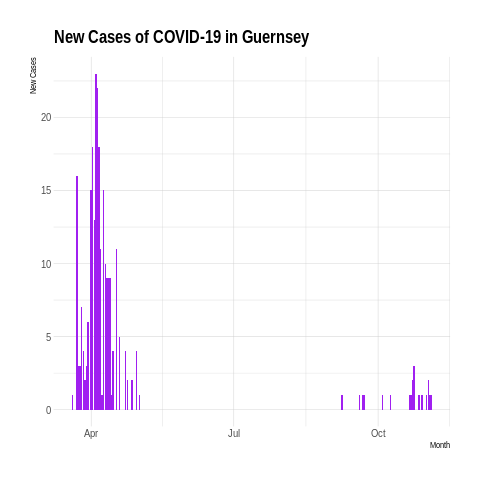 New Cases of COVID-19 in Guernsey
New Cases
20
15
10
5
0
Apr
Jul
Oct
Month